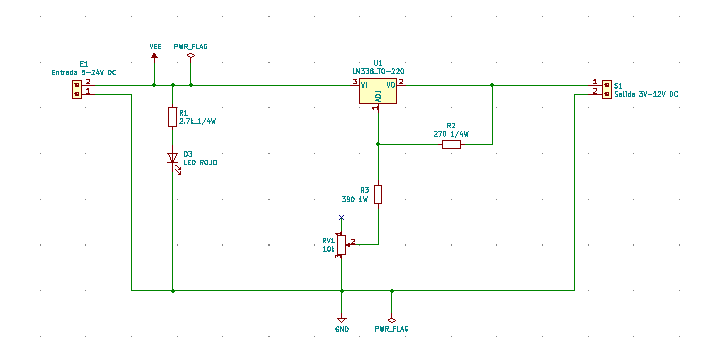 VEE
PWR_FLAG
E1
Entrada 5-24V DC
2
1
U1
LM338_TO-220
3
VI
VO
2
ADJ
1
1
2
S1
Salida 3V-12V DC
R1
2.7k_1/4W
R2
270 1/4W
D3
LED ROJO
R3
390 1W
RV1
10k
1
2
3
GND
PWR_FLAG